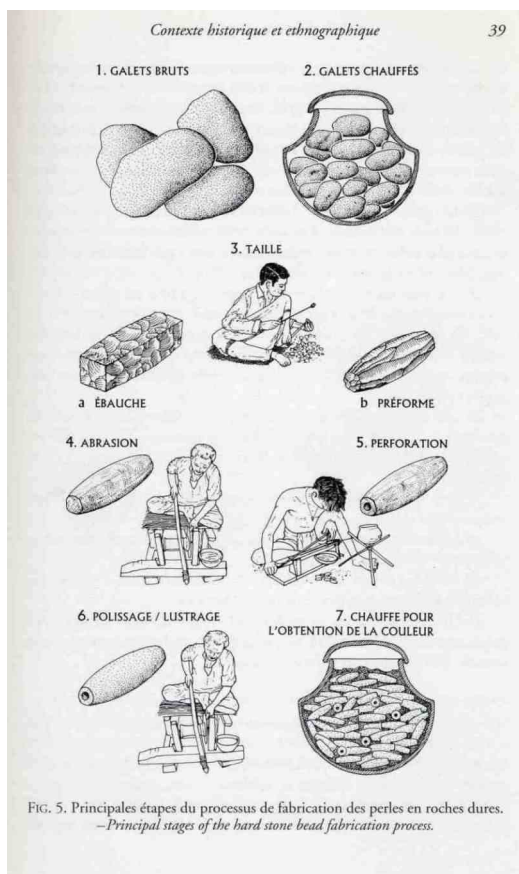 Contexte historique et ethnographique 39
1. GALETS BRUTS
2. GALETS CHAUFFÉS
3. TAILLE
a ÉBAUCHE
b PRÉFORME
4. ABRASION
5. PERFORATION
6. POLISSAGE / LUSTRAGE
7. CHAUFFE POUR
L'OBTENTION DE LA COULEUR
FIG. 5. Principales étapes du processus de fabrication des perles en roches dures.
–Principal stages of the hard stone bead fabrication process.